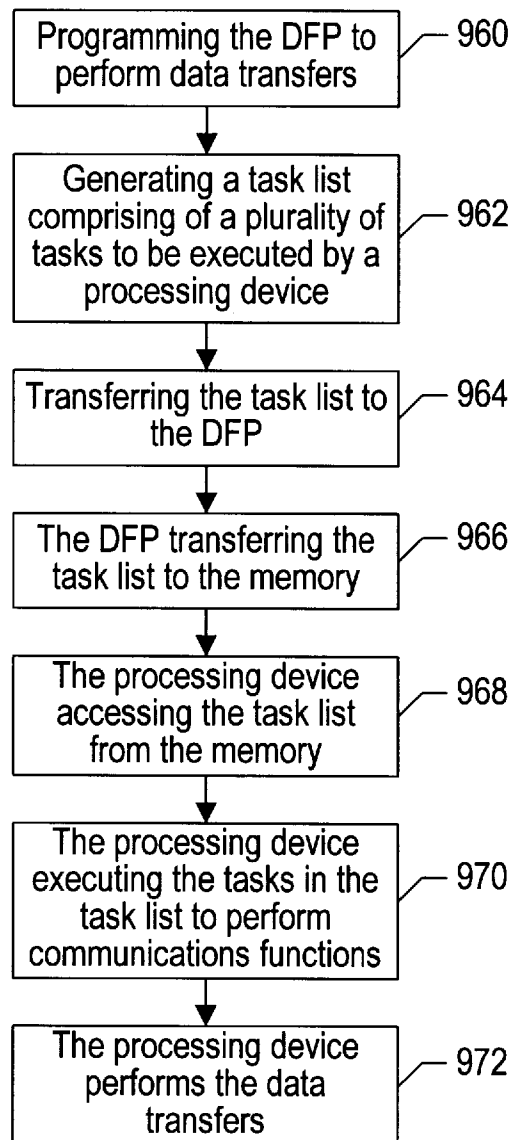 Programming the DFP to
perform data transfers
960
Generating a task list
comprising of a plurality of
tasks to be executed by a
processing device
962
Transferring the task list to
the DFP
964
The DFP transferring the
task list to the memory
966
The processing device
accessing the task list
from the memory
968
The processing device
executing the tasks in the
task list to perform
communications functions
970
The processing device
performs the data
transfers
972